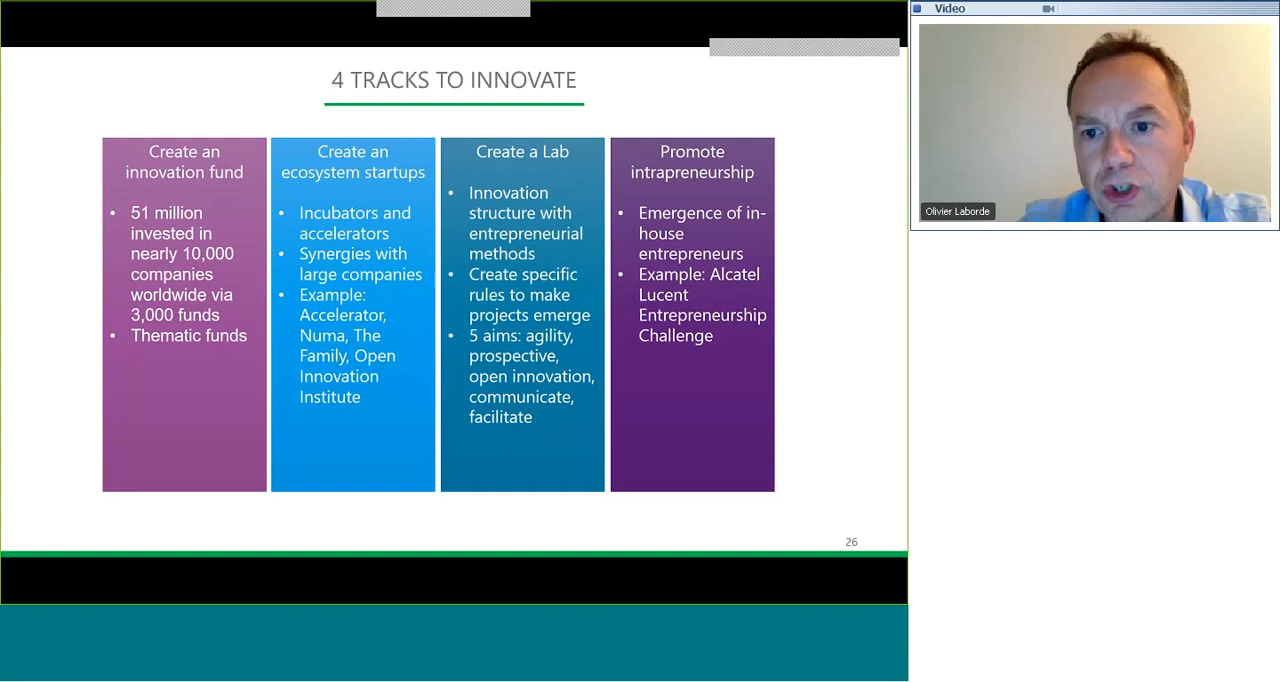 Video
4 TRACKS TO INNOVATE
Create an
innovation fund
• 51 million
invested in
nearly 10,000
companies
worldwide via
3,000 funds
• Thematic funds
Create an
ecosystem startups
• Incubators and
accelerators
• Synergies with
large companies
• Example:
Accelerator,
Numa, The
Family, Open
Innovation
Institute
Create a Lab
• Innovation
structure with
entrepreneurial
methods
• Create specific
rules to make
projects emerge
• 5 aims: agility,
prospective,
open innovation,
communicate,
facilitate
Promote
intrapreneurship
• Emergence of in-
house
entrepreneurs
• Example: Alcatel
Lucent
Entrepreneurship
Challenge
26
Olivier Laborde